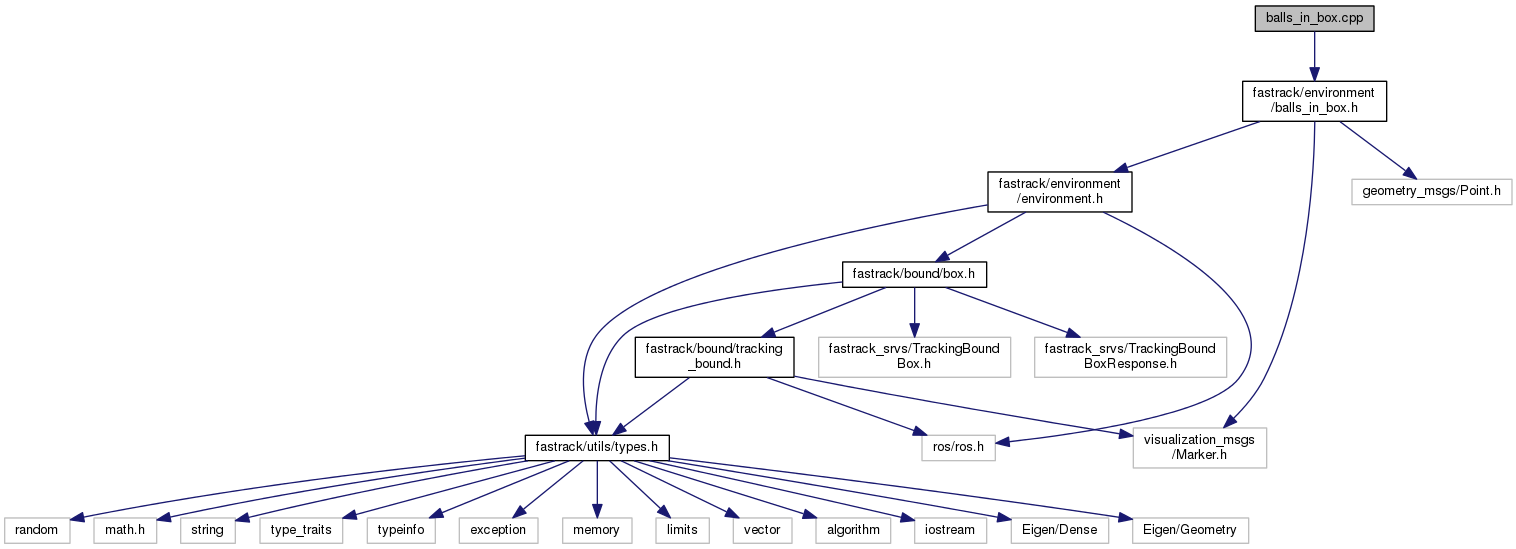 balls_in_box.cpp
fastrack/environment
/balls_in_box.h
fastrack/environment
/environment.h
geometry_msgs/Point.h
fastrack/bound/box.h
fastrack/bound/tracking
_bound.h
fastrack_srvs/TrackingBound
Box.h
fastrack_srvs/TrackingBound
BoxResponse.h
fastrack/utils/types.h
ros/ros.h
visualization_msgs
/Marker.h
random
math.h
string
type_traits
typeinfo
exception
memory
limits
vector
algorithm
iostream
Eigen/Dense
Eigen/Geometry